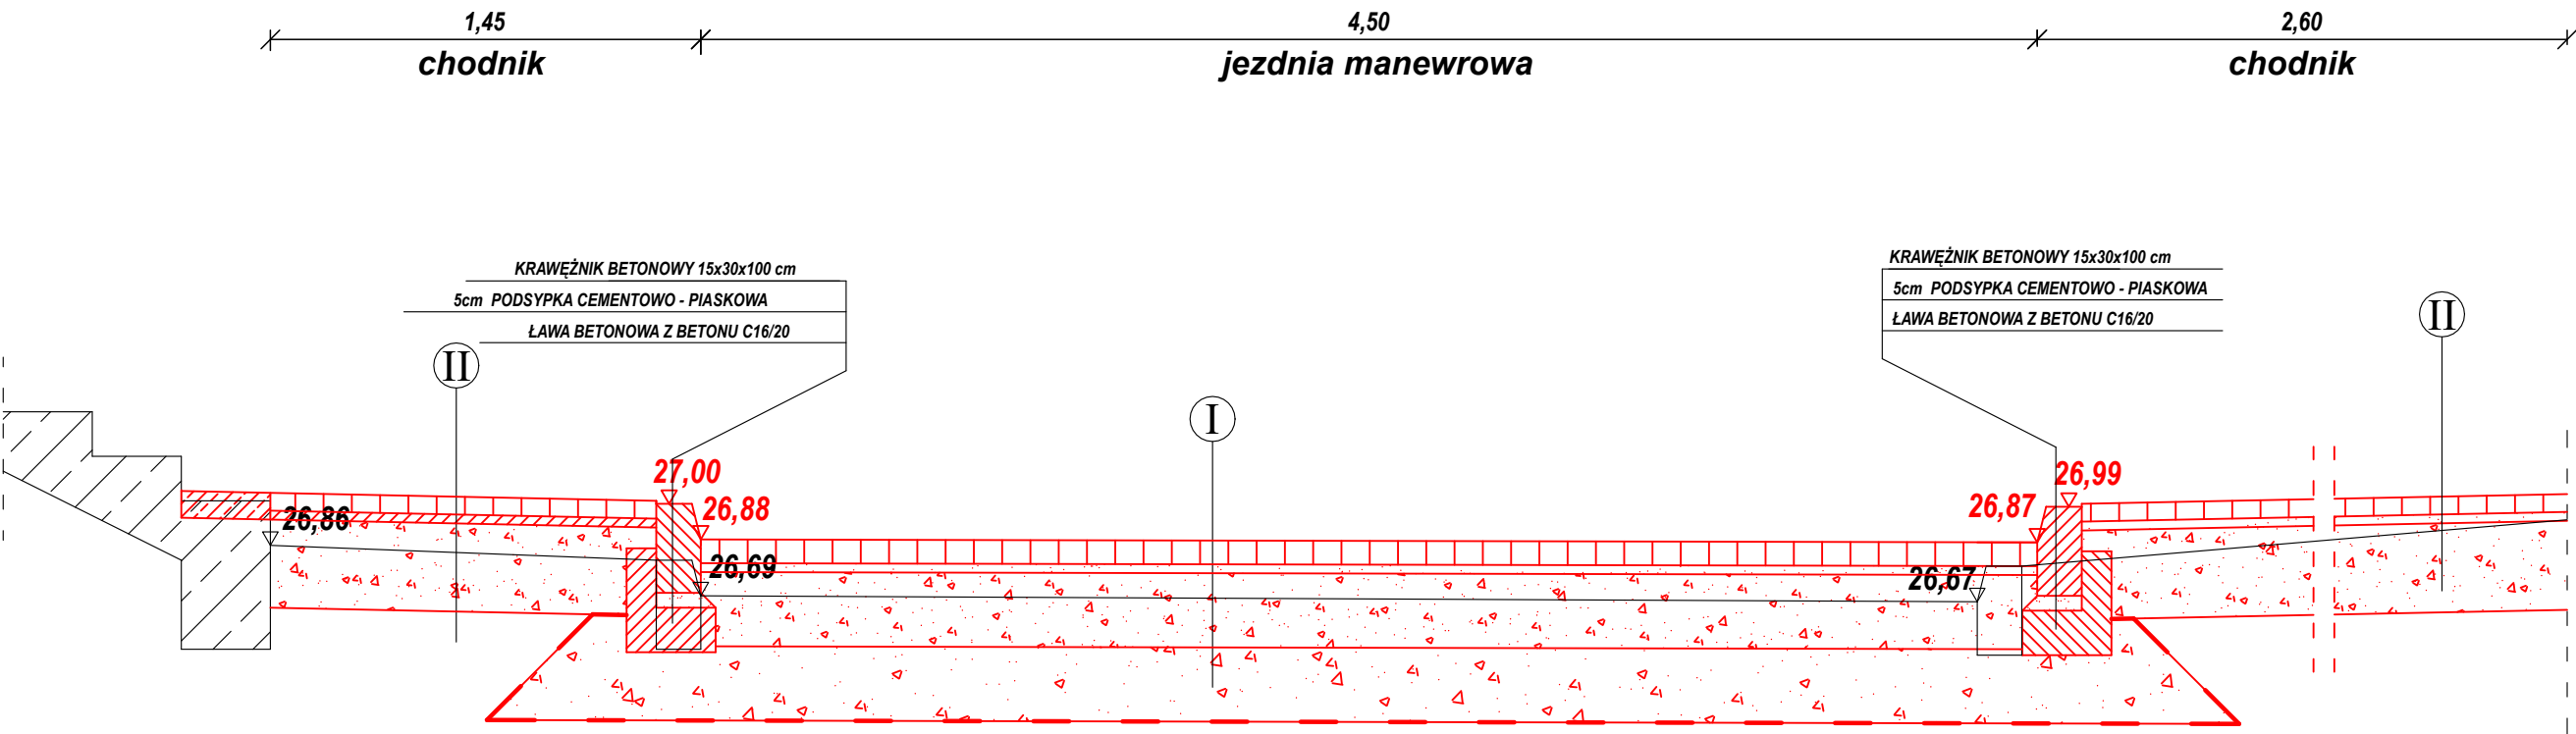 1,45
4,50
2,60
chodnik
jezdnia manewrowa
chodnik
KRAWĘŻNIK BETONOWY 15x30x100 cm
5cm PODSYPKA CEMENTOWO - PIASKOWA
ŁAWA BETONOWA Z BETONU C16/20
KRAWĘŻNIK BETONOWY 15x30x100 cm
5cm PODSYPKA CEMENTOWO - PIASKOWA
ŁAWA BETONOWA Z BETONU C16/20
II
I
II
27,00
26,88
26,86
26,69
26,87
26,99
26,67